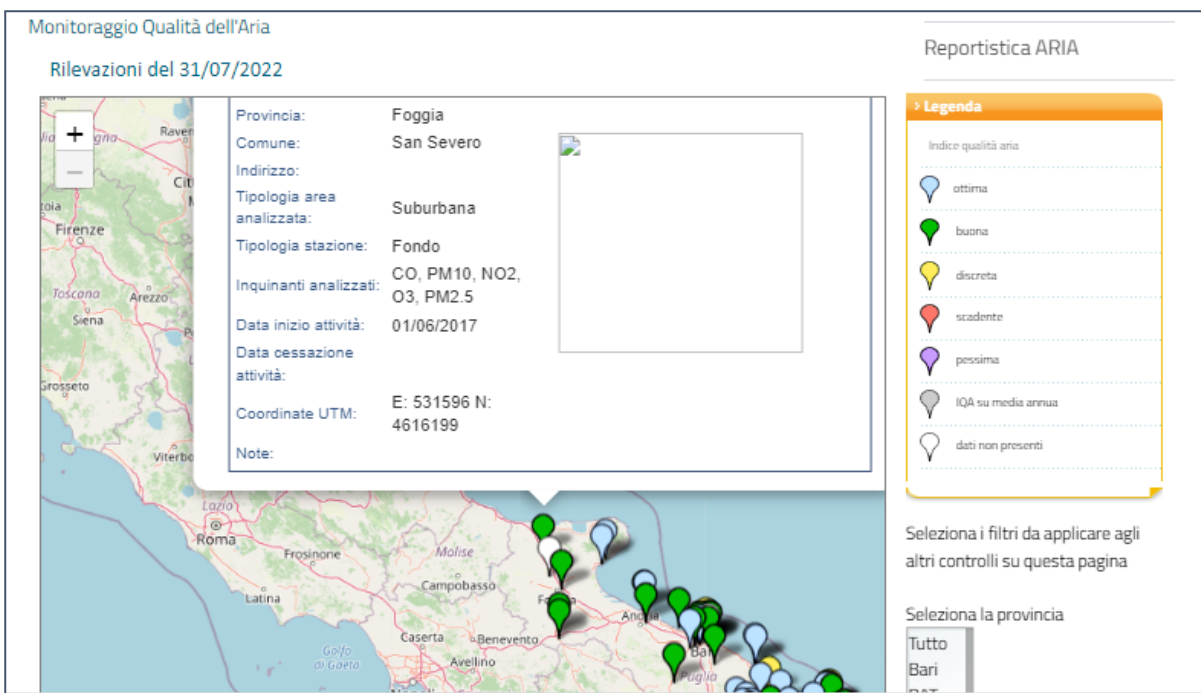 Monitoraggio Qualità dell'Aria
Rilevazioni del 31/07/2022
+
−
Provincia: Foggia
Comune: San Severo
Indirizzo:
Tipologia area
analizzata: Suburbana
Tipologia stazione: Fondo
Inquinanti analizzati: CO, PM10, NO2,
O3, PM2.5
Data inizio attività: 01/06/2017
Data cessazione
attività:
Coordinate UTM: E: 531596 N:
4616199
Note:
Firenze
Toscana
Arezzo
Siena
Grosseto
Viterbo
Lazio
Roma
Frosinone
Latina
Molise
Campobasso
Caserta
Benevento
Golfo
di Gaeta
Avellino
Bari
Puglia
Reportistica ARIA
› Legenda
Indice qualità aria
ottima
buona
discreta
scadente
pessima
IQA su media annua
dati non presenti
Seleziona i filtri da applicare agli
altri controlli su questa pagina
Seleziona la provincia
Tutto
Bari